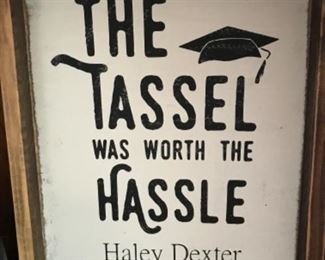 THE
TASSEL
WAS WORTH THE
HASSLE
Haley Dexter